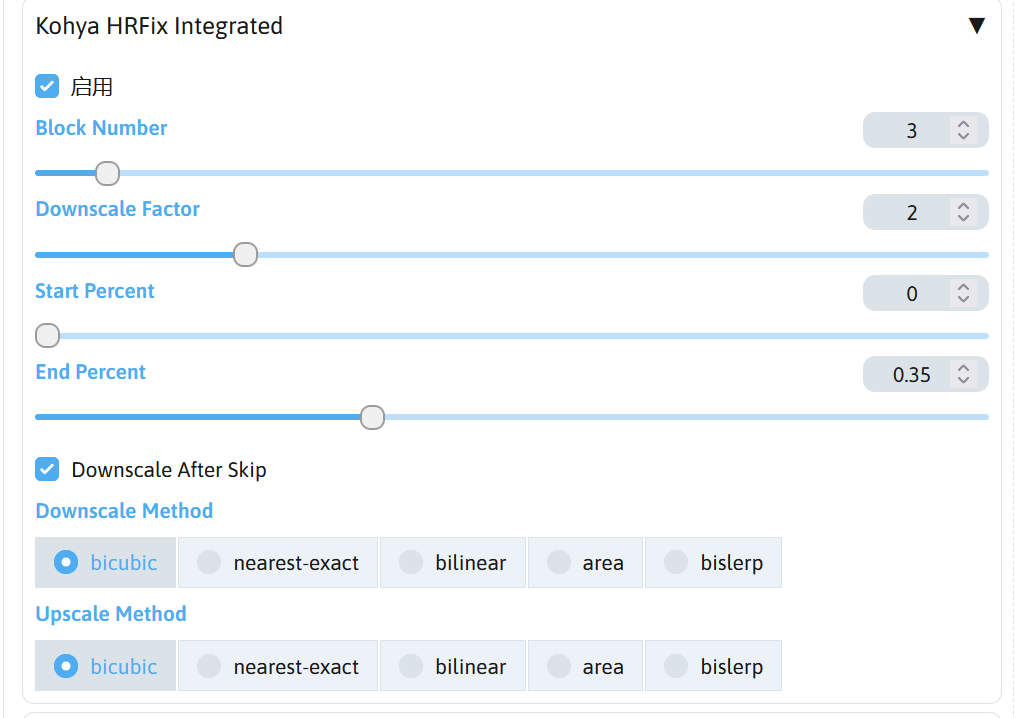 Kohya HRFix Integrated ▼
启用
Block Number 3
Downscale Factor 2
Start Percent 0
End Percent 0.35
Downscale After Skip
Downscale Method
bicubic nearest-exact bilinear area bislerp
Upscale Method
bicubic nearest-exact bilinear area bislerp